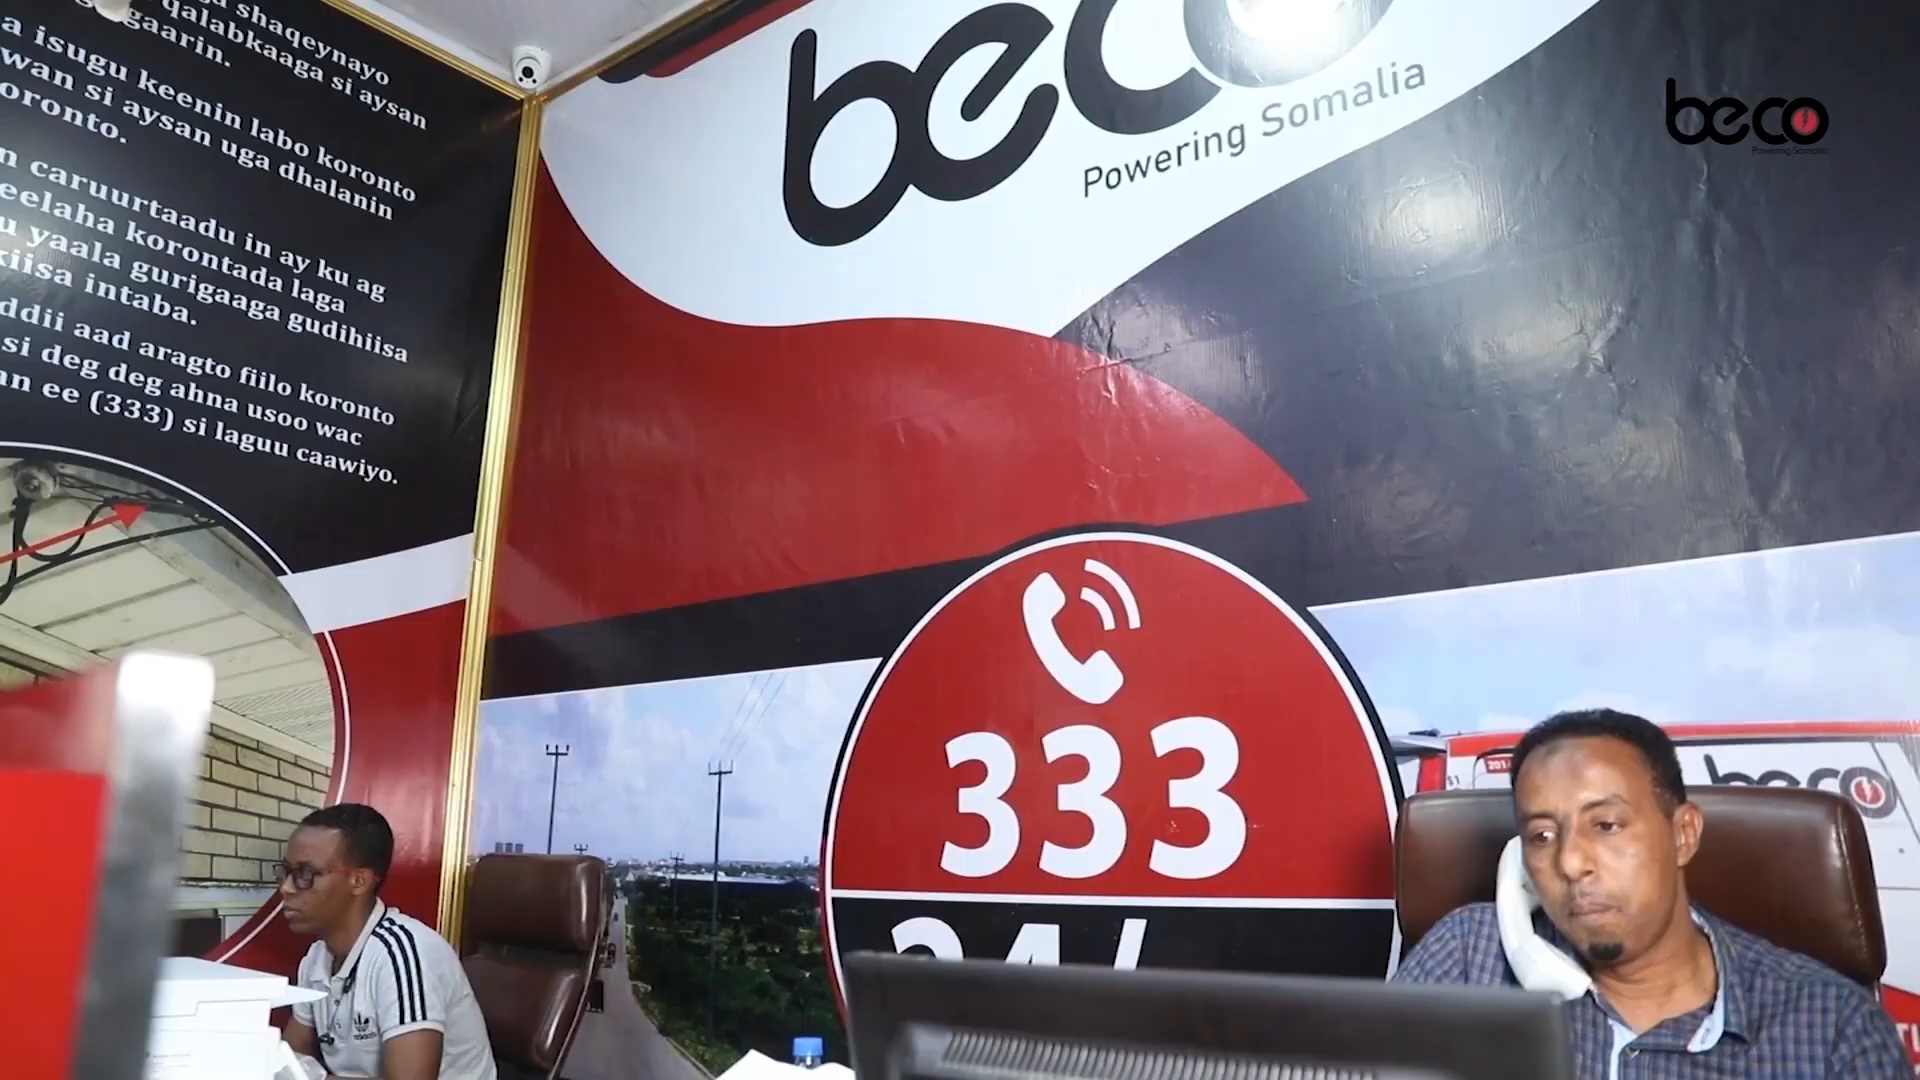 shaqeynayo
qalabkaaga si aysan
gaarin.
a isugu keenin labo koronto
wan si aysan uga dhalanin
oronto.
n caruurtaadu in ay ku ag
eelaha korontada laga
u yaala gurigaaga gudihiisa
kiisa intaba.
ddii aad aragto fiilo koronto
si deg deg ahna usoo wac
an ee (333) si laguu caawiyo.
beco
Powering Somalia
beco
Powering Somalia
333
24/
beco
adidas